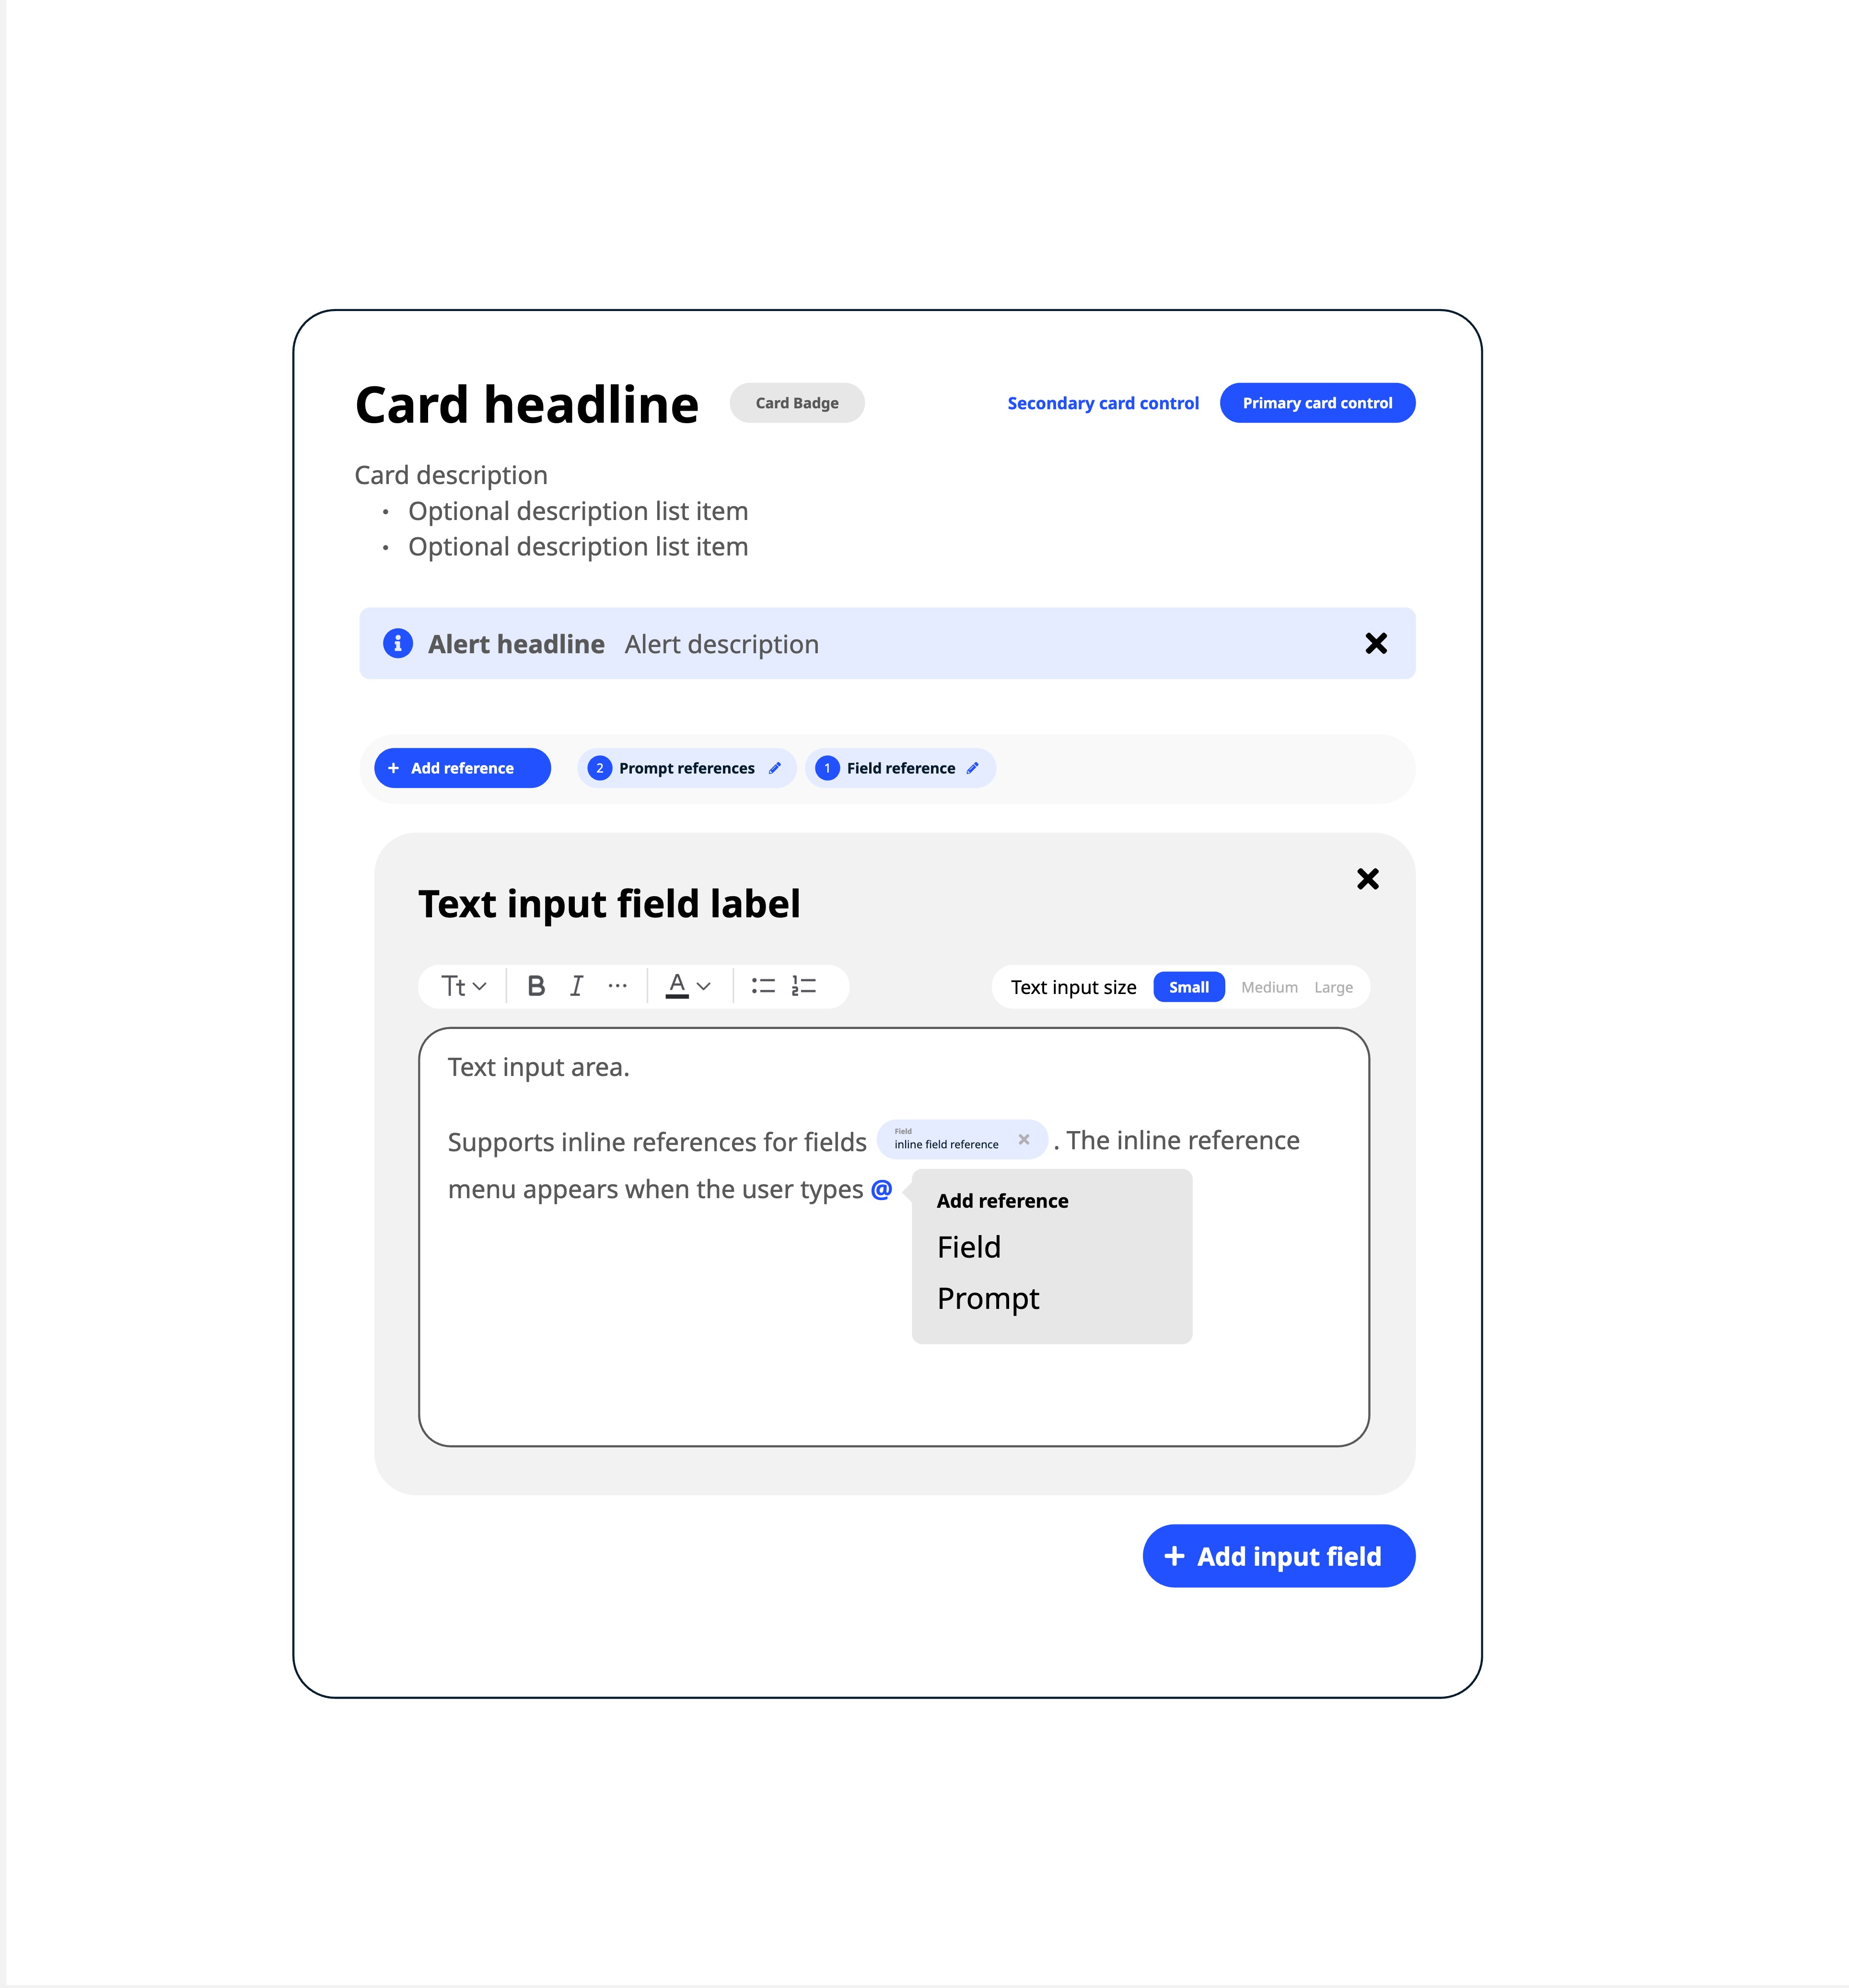 Card headline Card Badge Secondary card control Primary card control
Card description
• Optional description list item
• Optional description list item
Alert headline Alert description
+ Add reference 2 Prompt references 1 Field reference
Text input field label
Tt B I ... A Text input size Small Medium Large
Text input area.
Field
Supports inline references for fields inline field reference . The inline reference
menu appears when the user types @
Add reference
Field
Prompt
+ Add input field